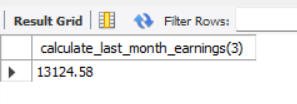 Result Grid Filter Rows:
calculate_last_month_earnings(3)
13124.58